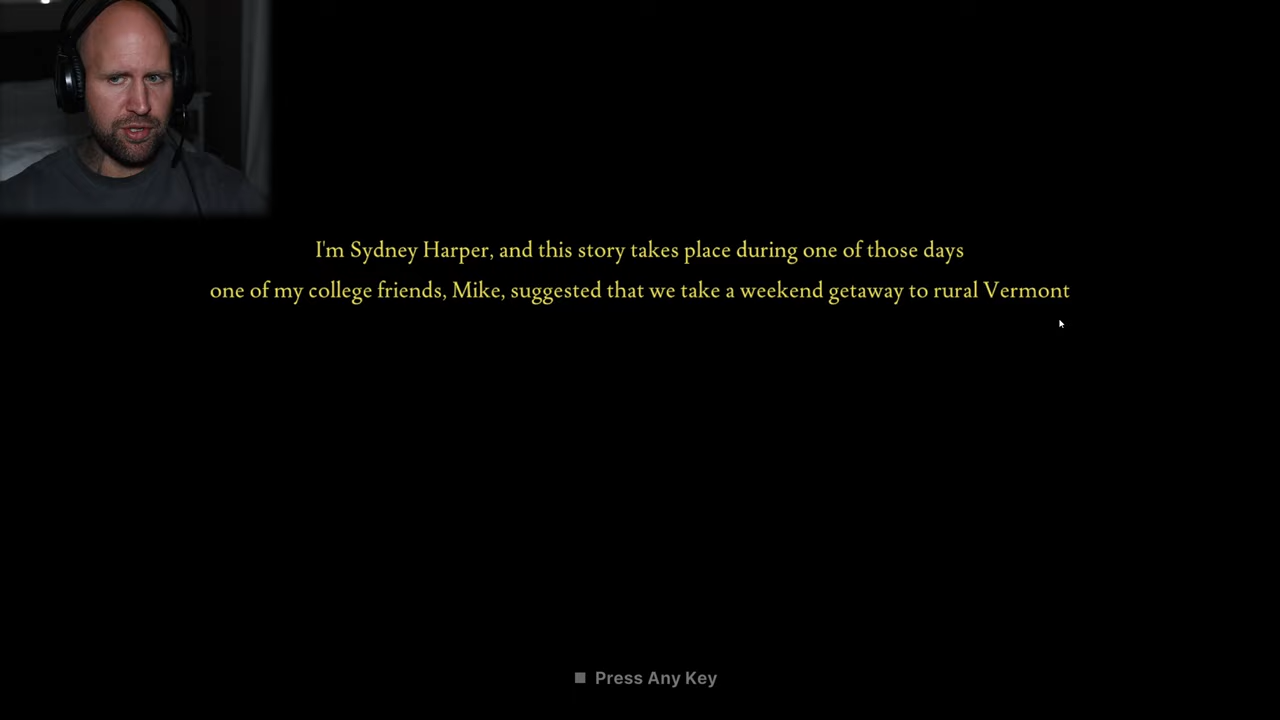 I'm Sydney Harper, and this story takes place during one of those days
one of my college friends, Mike, suggested that we take a weekend getaway to rural Vermont
Press Any Key